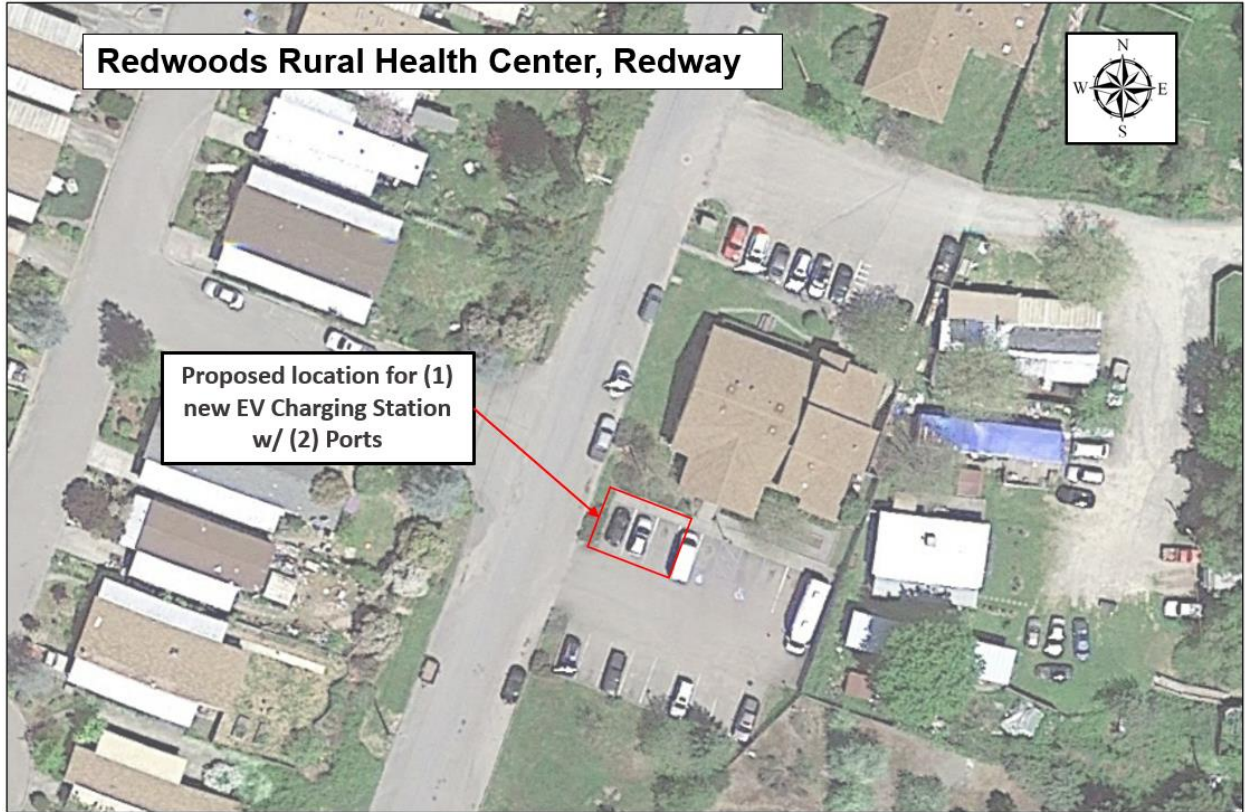 Redwoods Rural Health Center, Redway
N
W E
S
Proposed location for (1)
new EV Charging Station
w/ (2) Ports